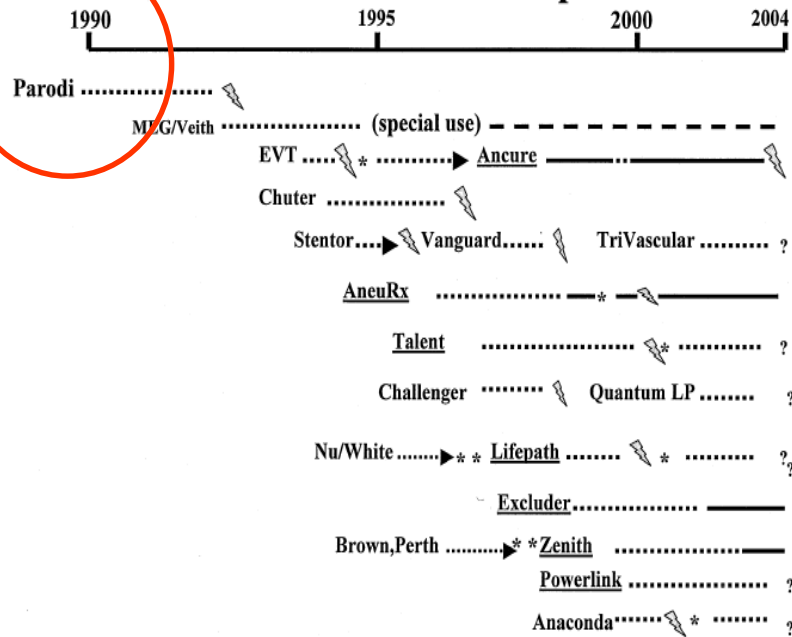 1990 1995 2000 2004
Parodi
MEG/Veith (special use)
EVT * Ancure
Chuter
Stentor Vanguard TriVascular ?
AneuRx *
Talent * ?
Challenger Quantum LP ?
Nu/White * * Lifepath * ? ?
Excluder
Brown,Perth * * Zenith
Powerlink ?
Anaconda * ?